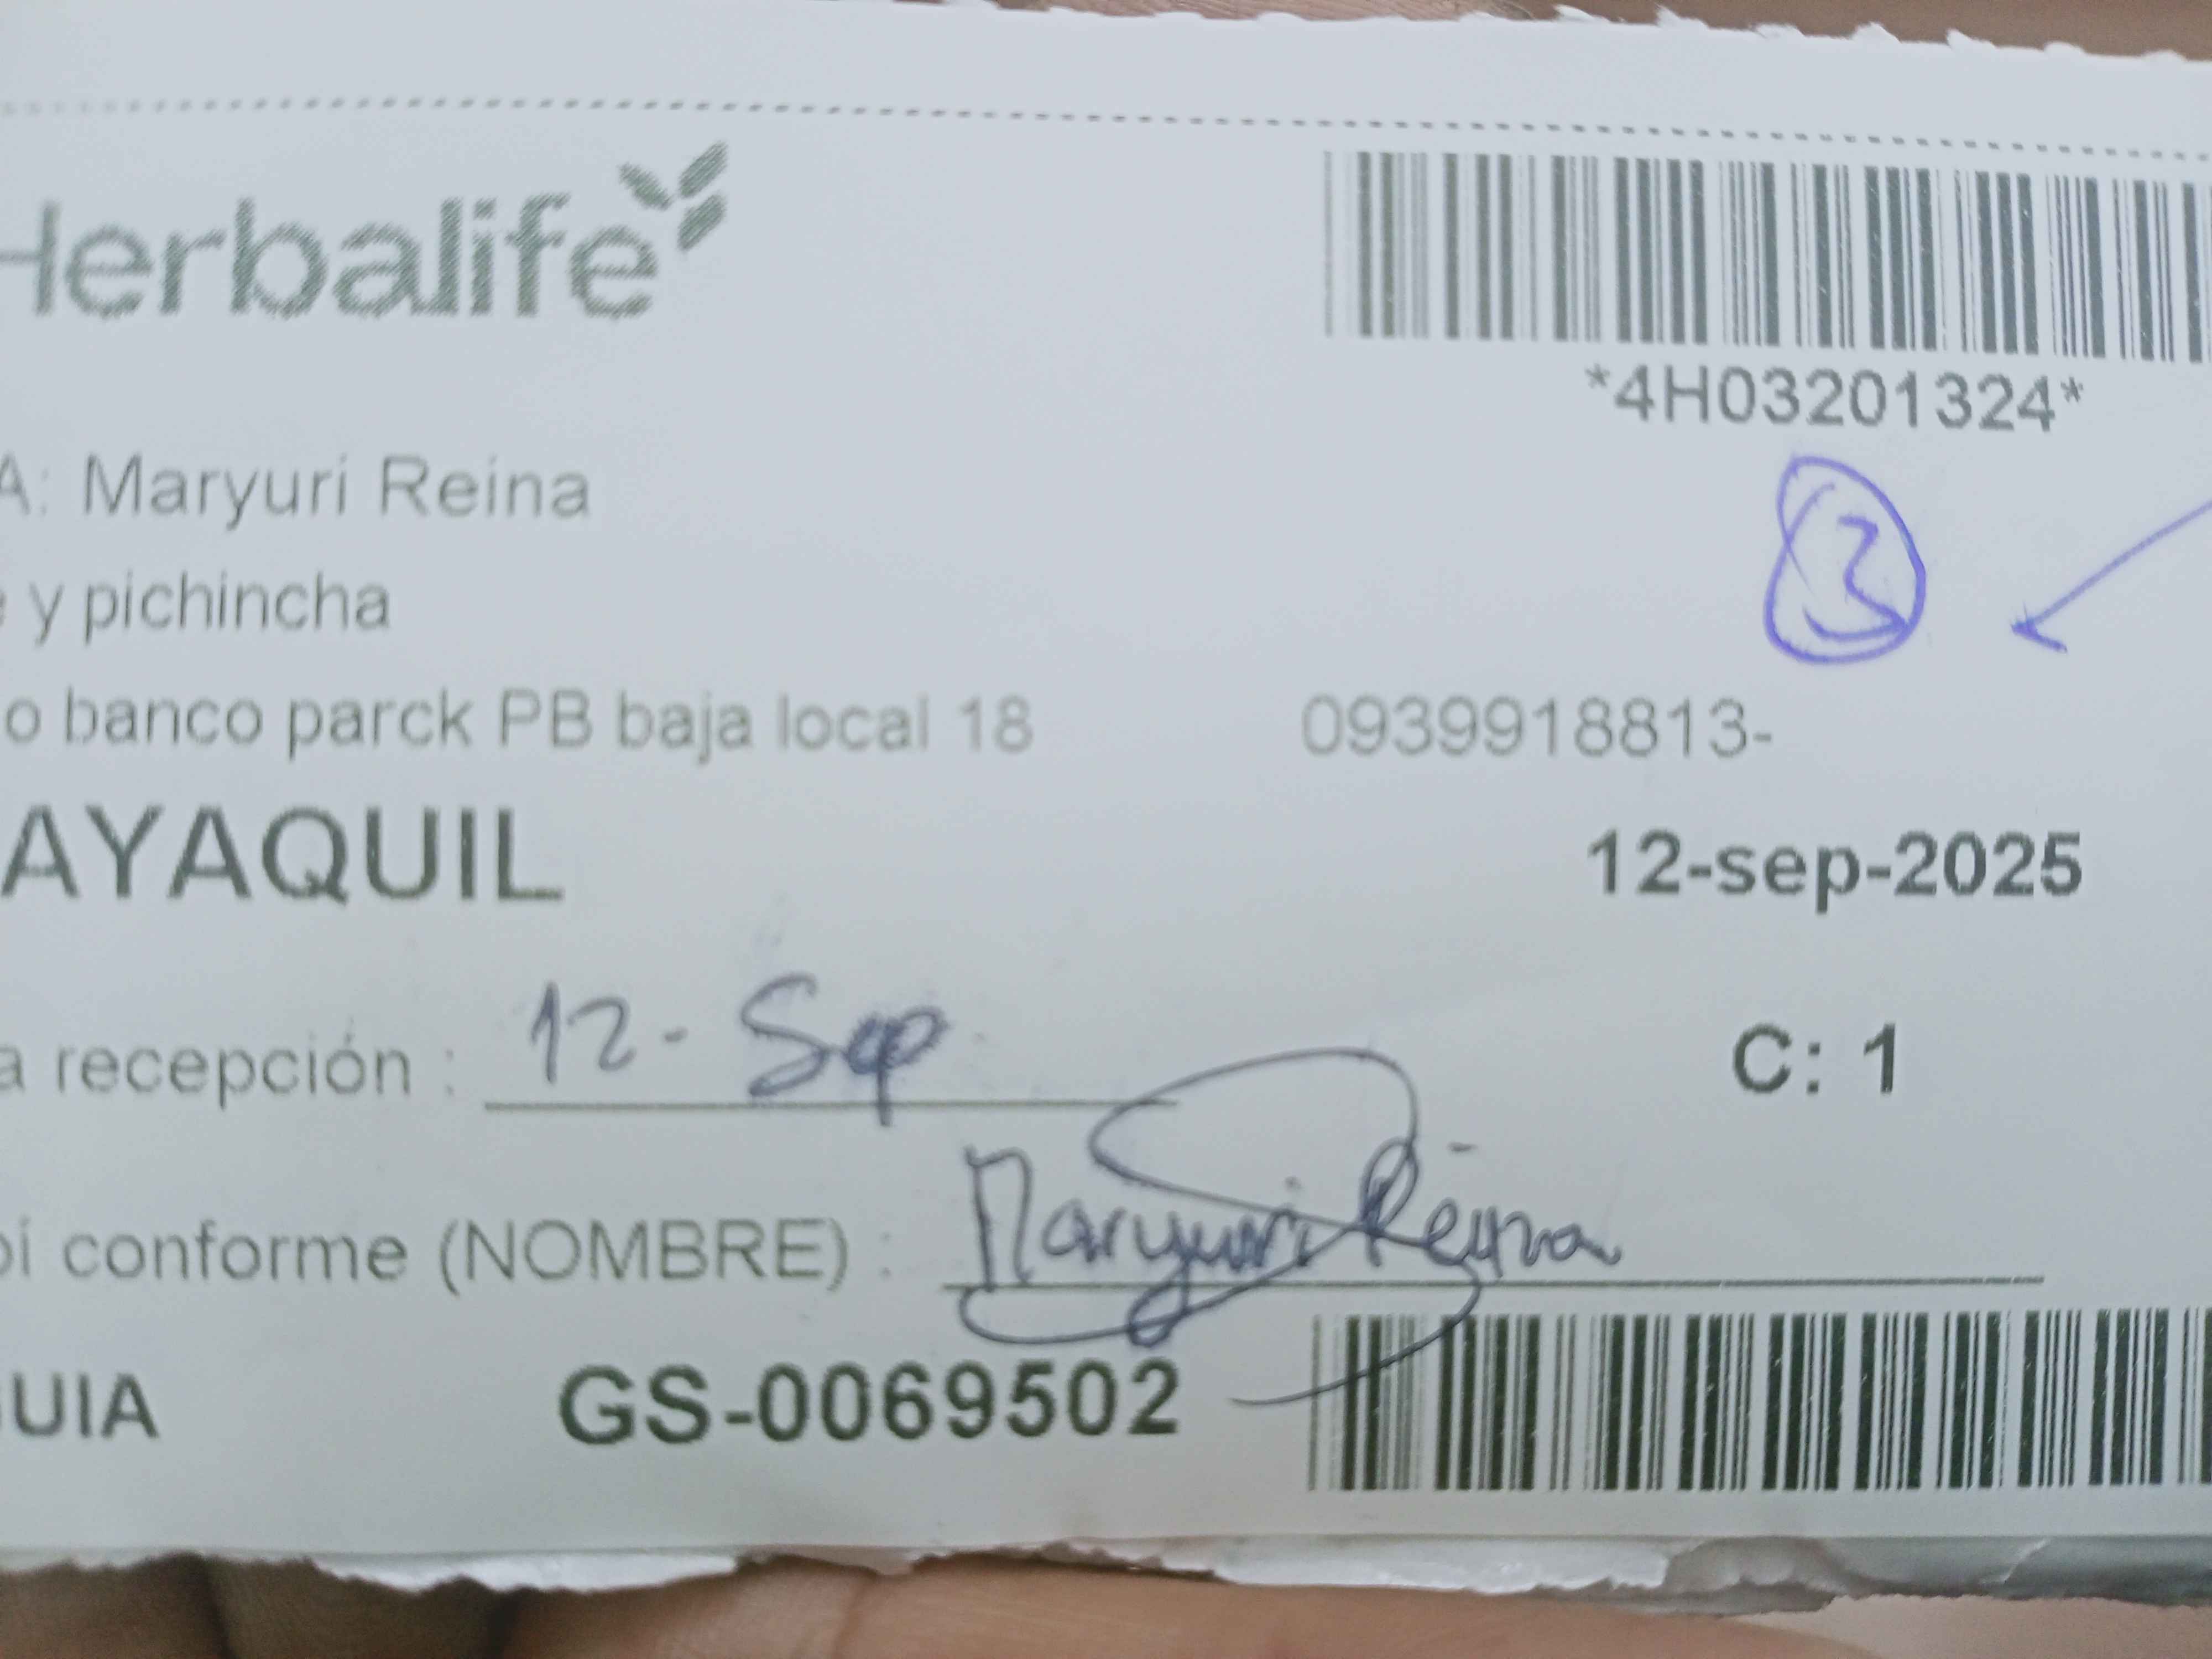 Herbalife
*4H03201324*
A: Maryuri Reina
3
y pichincha
o banco parck PB baja local 18 0939918813-
AYAQUIL 12-sep-2025
a recepción : 12- Sep
C: 1
bí conforme (NOMBRE) : Maryuri Reina
GUIA GS-0069502